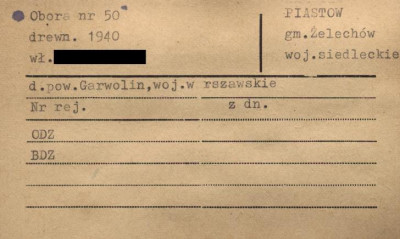 Obora nr 50
drewn. 1940
wł.
PIASTOW
gm.Żelechów
woj.siedleckie
d.pow.Garwolin,woj.w rszawskie
Nr rej. z dn.
ODZ
BDZ